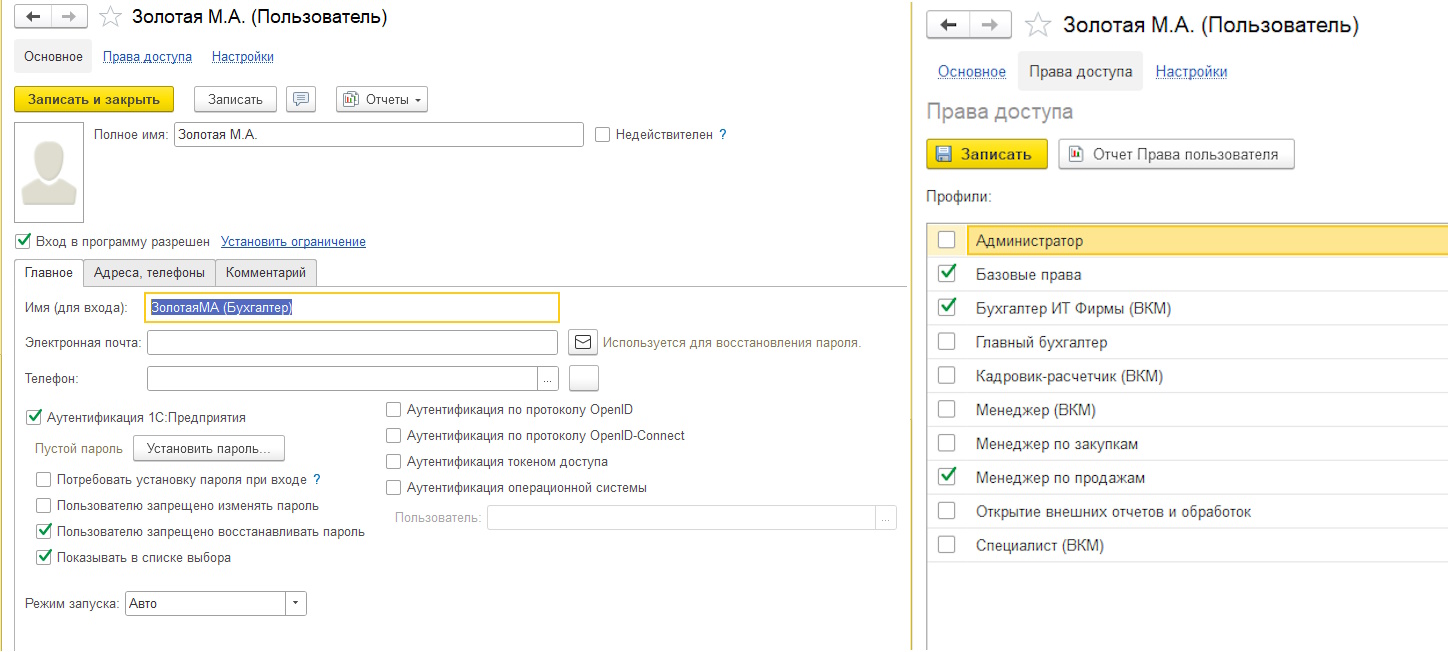 Золотая М.А. (Пользователь)
Основное Права доступа Настройки
Записать и закрыть Записать Отчеты
Полное имя: Золотая М.А. Недействителен ?
Вход в программу разрешен Установить ограничение
Главное Адреса, телефоны Комментарий
Имя (для входа): ЗолотаяМА (Бухгалтер)
Электронная почта: Используется для восстановления пароля.
Телефон: ...
Аутентификация 1С:Предприятия
Пустой пароль Установить пароль...
Потребовать установку пароля при входе ?
Пользователю запрещено изменять пароль
Пользователю запрещено восстанавливать пароль
Показывать в списке выбора
Аутентификация по протоколу OpenID
Аутентификация по протоколу OpenID-Connect
Аутентификация токеном доступа
Аутентификация операционной системы
Пользователь: ...
Режим запуска: Авто
Золотая М.А. (Пользователь)
Основное Права доступа Настройки
Права доступа
Записать Отчет Права пользователя
Профили:
Администратор
Базовые права
Бухгалтер ИТ Фирмы (ВКМ)
Главный бухгалтер
Кадровик-расчетчик (ВКМ)
Менеджер (ВКМ)
Менеджер по закупкам
Менеджер по продажам
Открытие внешних отчетов и обработок
Специалист (ВКМ)